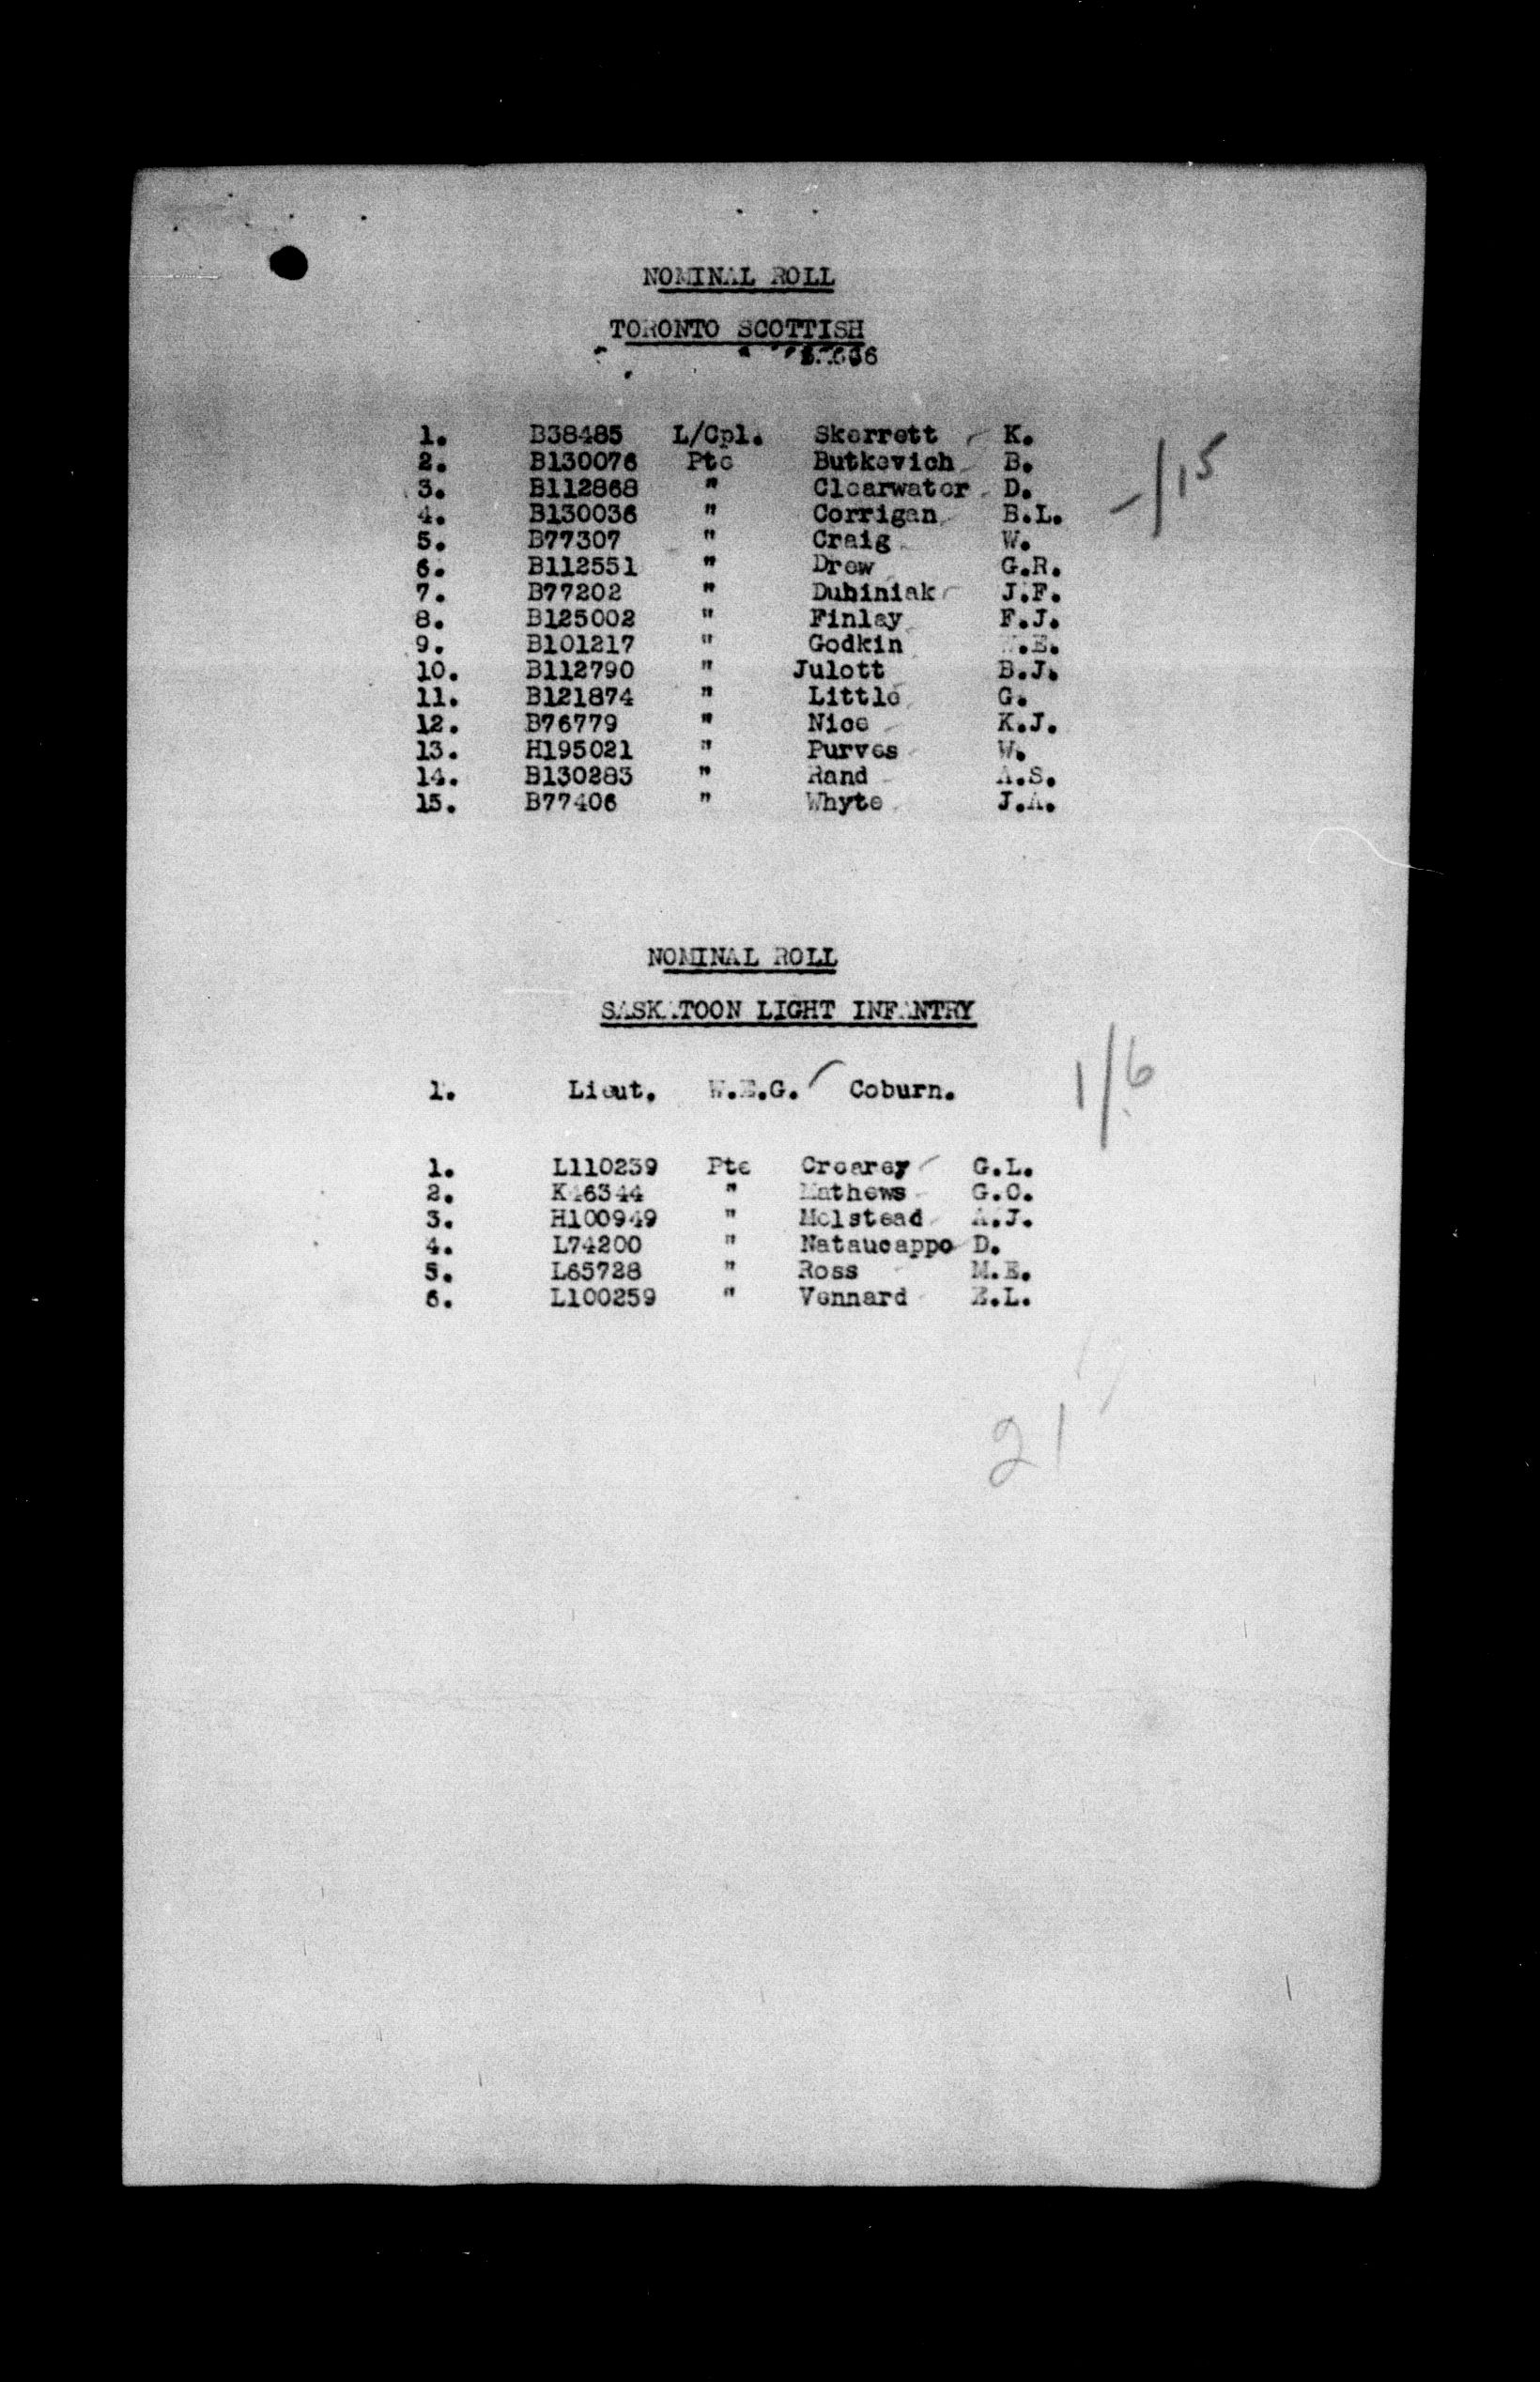 NOMINAL ROLL
TORONTO SCOTTISH
1. B38485 L/Cpl. Skerrett K.
2. B130076 Pte Butkevich B.
3. B112868 " Clearwater D.
4. B130036 " Corrigan B.L.
5. B77307 " Craig W.
6. B112551 " Drew G.R.
7. B77202 " Dubiniak J.F.
8. B125002 " Finlay F.J.
9. B101217 " Godkin W.E.
10. B112790 " Julott B.J.
11. B121874 " Little G.
12. B76779 " Nice K.J.
13. H195021 " Purves W.
14. B130283 " Rand A.S.
15. B77406 " Whyte J.A.
-/15
NOMINAL ROLL
SASKATOON LIGHT INFANTRY
1. Lieut. W.E.G. Coburn.
1/6
1. L110239 Pte Crearey G.L.
2. K46344 " Mathews G.C.
3. H100949 " Molstead A.J.
4. L74200 " Nataucappo D.
5. L65728 " Ross M.E.
6. L100259 " Vennard E.L.
21